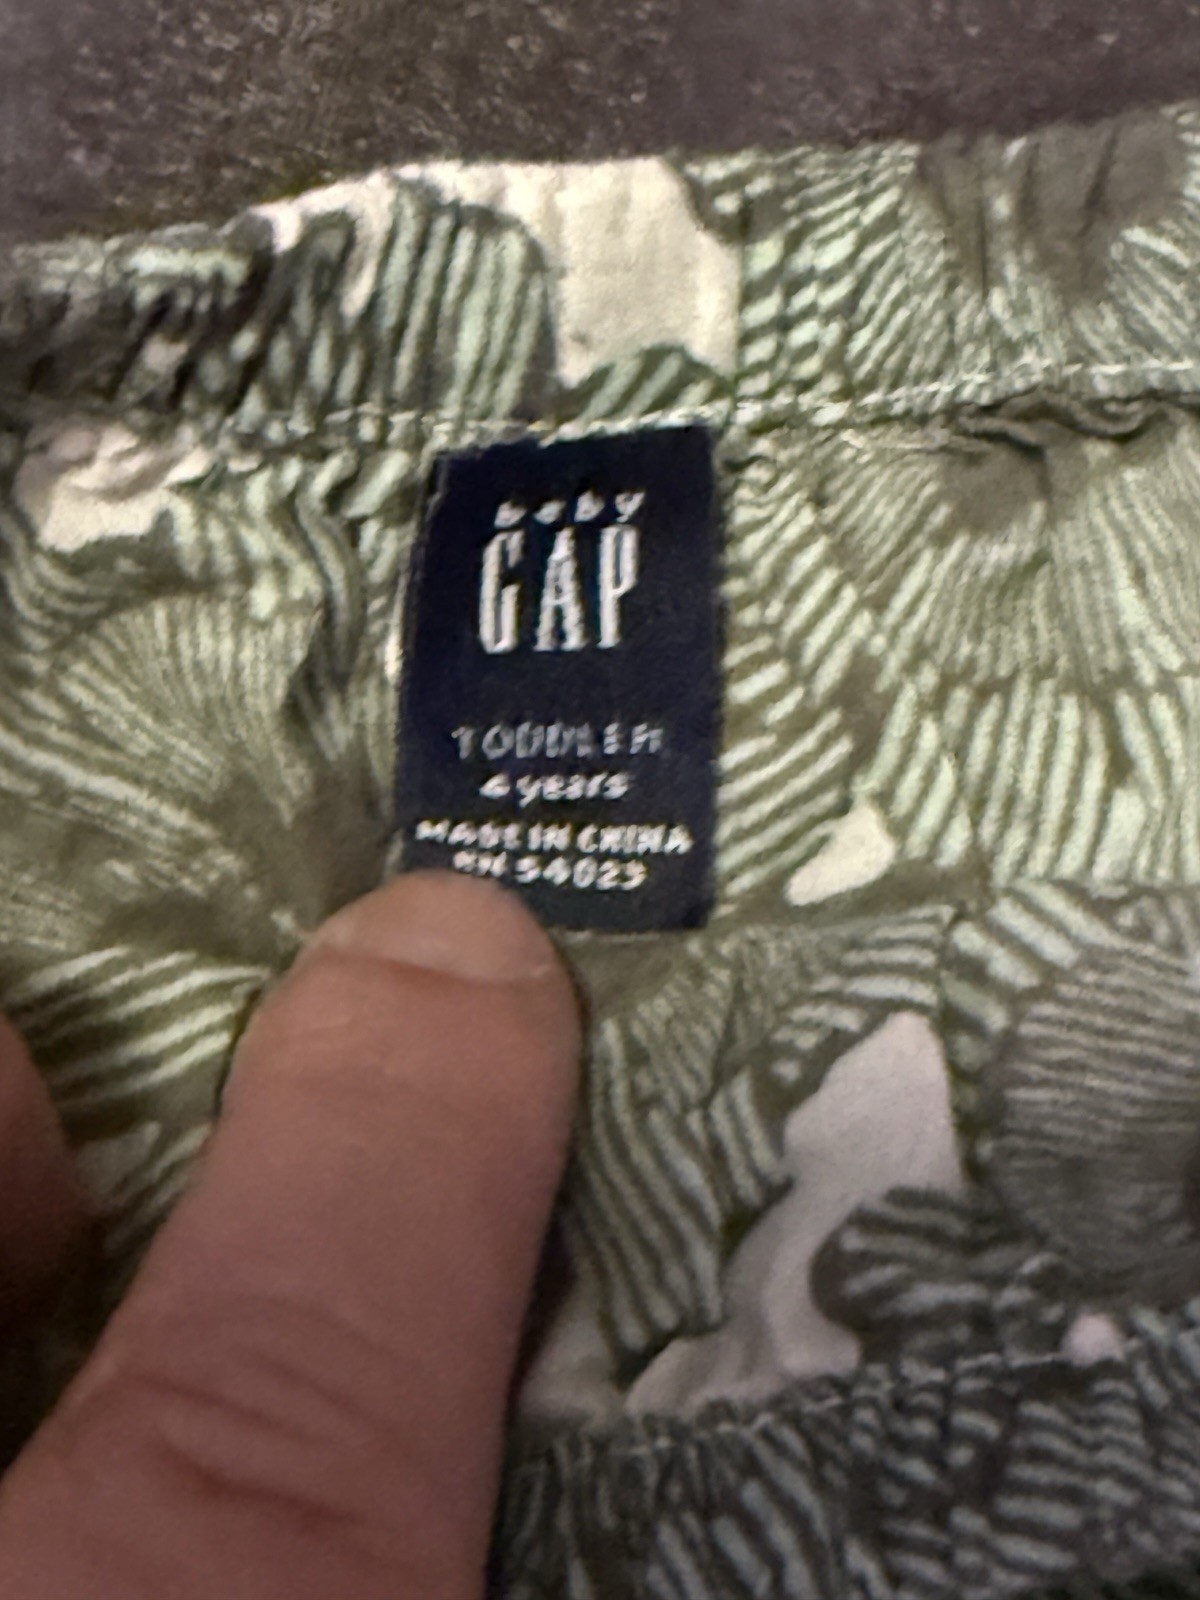 baby
GAP
TODDLER
4 years
MADE IN CHINA
RN 54023